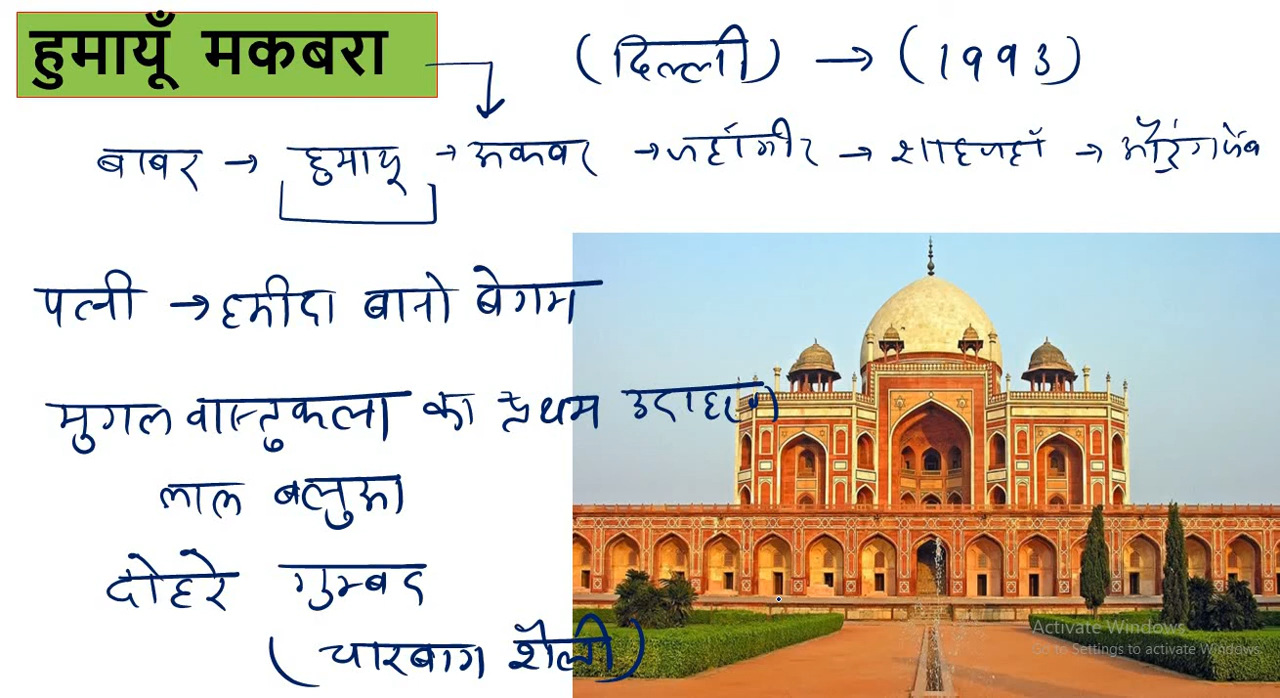 हुमायूँ मकबरा (दिल्ली) → (1993)
बाबर → हुमायू → अकबर → जहाँगीर → शाहजहाँ → औरंगजेब
पत्नी → हमीदा बानो बेगम
मुगल वास्तुकला का प्रथम उदाहरण
लाल बलुआ
दोहरे गुम्बद
(चारबाग शैली)
Activate Windows
Go to Settings to activate Windows.